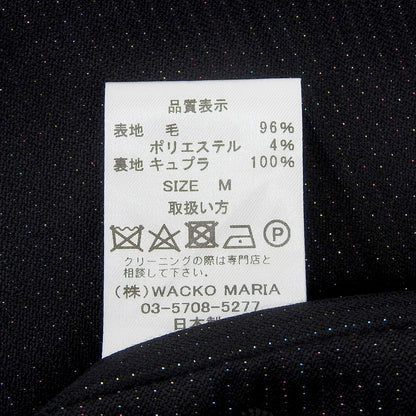 品質表示
表地 毛 96%
ポリエステル 4%
裏地 キュプラ 100%
SIZE M
取扱い方
P
クリーニングの際は専門店と
相談して下さい。
(株) WACKO MARIA
03-5708-5277
日本製